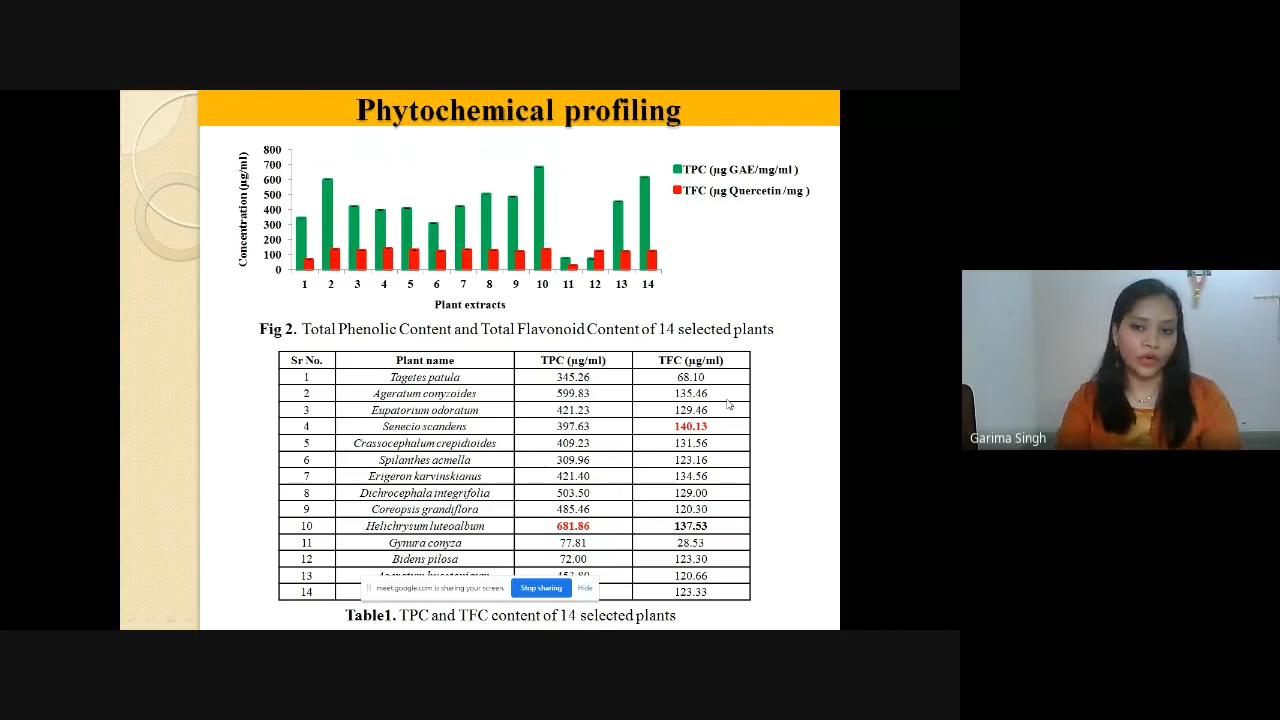 Phytochemical profiling
800
700
600
500
400
300
200
100
0
Concentration (µg/ml)
1 2 3 4 5 6 7 8 9 10 11 12 13 14
Plant extracts
TPC (µg GAE/mg/ml )
TFC (µg Quercetin /mg )
Fig 2. Total Phenolic Content and Total Flavonoid Content of 14 selected plants
Sr No. Plant name TPC (µg/ml) TFC (µg/ml)
1 Tagetes patula 345.26 68.10
2 Ageratum conyzoides 599.83 135.46
3 Eupatorium odoratum 421.23 129.46
4 Senecio scandens 397.63 140.13
5 Crassocephalum crepidioides 409.23 131.56
6 Spilanthes acmella 309.96 123.16
7 Erigeron karvinskianus 421.40 134.56
8 Dichrocephala integrifolia 503.50 129.00
9 Coreopsis grandiflora 485.46 120.30
10 Helichrysum luteoalbum 681.86 137.53
11 Gynura conyza 77.81 28.53
12 Bidens pilosa 72.00 123.30
13 120.66
14 123.33
meet.google.com is sharing your screen. Stop sharing Hide
Table1. TPC and TFC content of 14 selected plants
Garima Singh